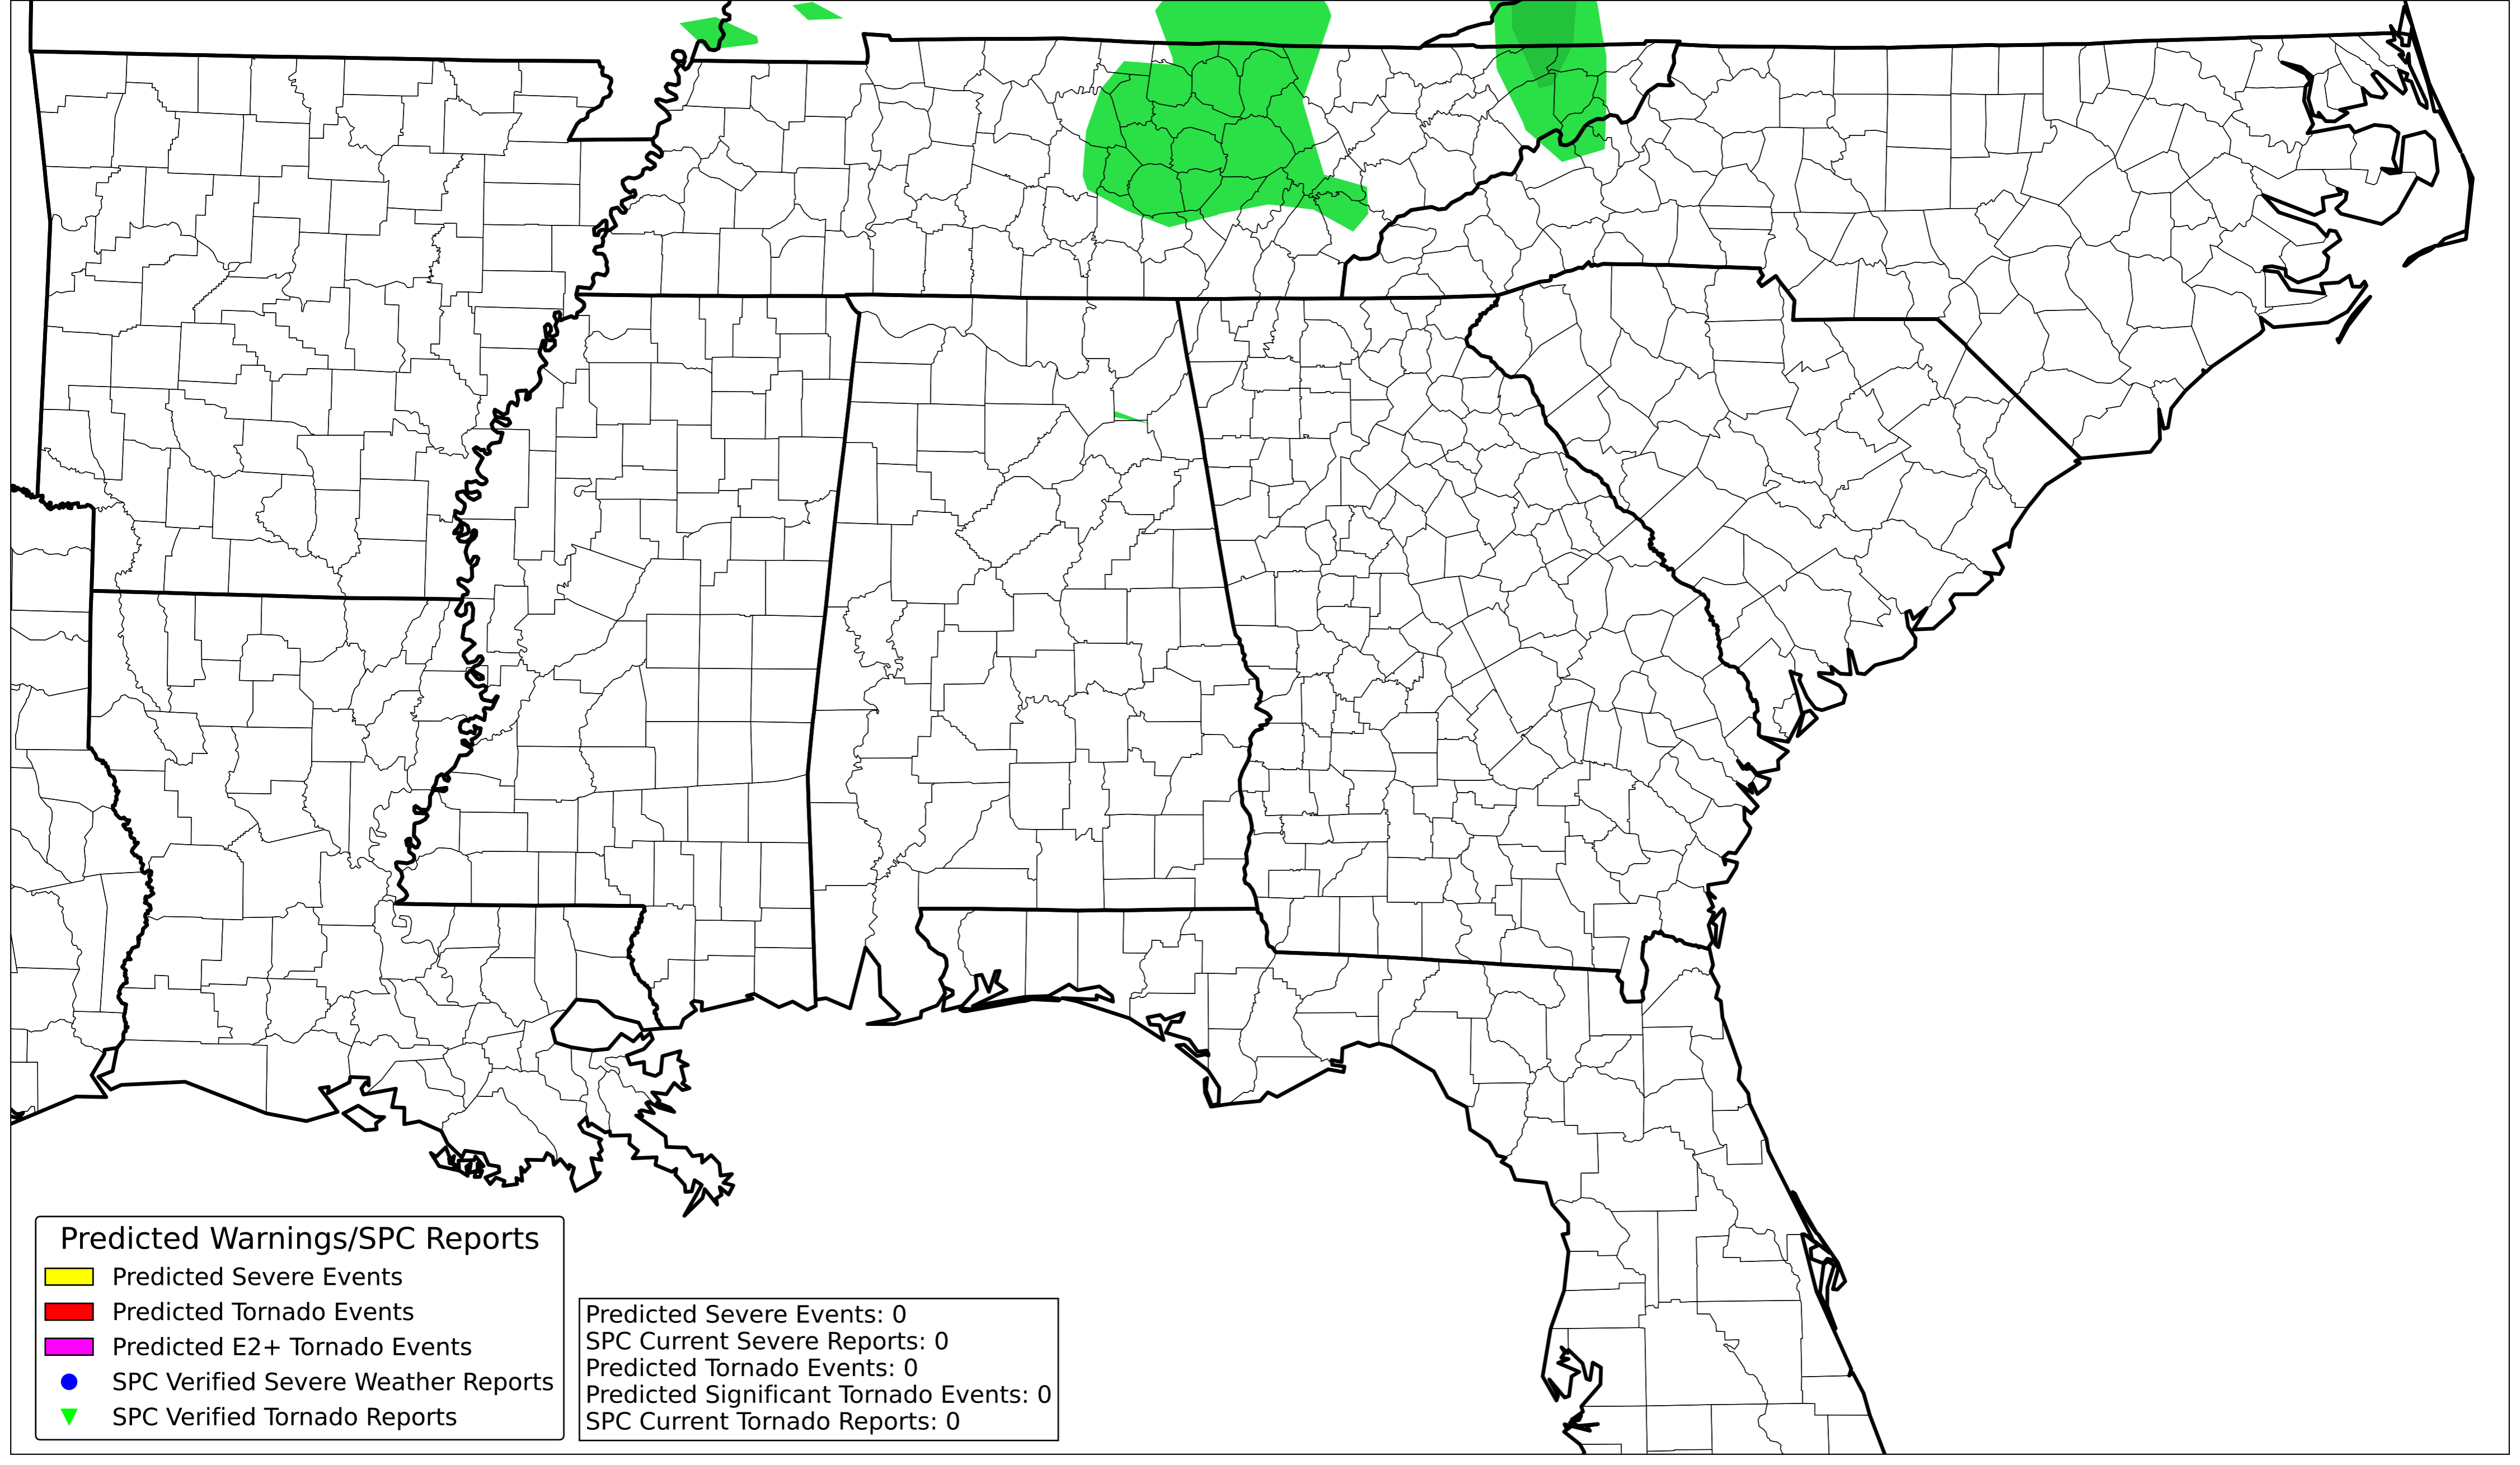 Predicted Warnings/SPC Reports
Predicted Severe Events
Predicted Tornado Events
Predicted E2+ Tornado Events
SPC Verified Severe Weather Reports
SPC Verified Tornado Reports
Predicted Severe Events: 0
SPC Current Severe Reports: 0
Predicted Tornado Events: 0
Predicted Significant Tornado Events: 0
SPC Current Tornado Reports: 0